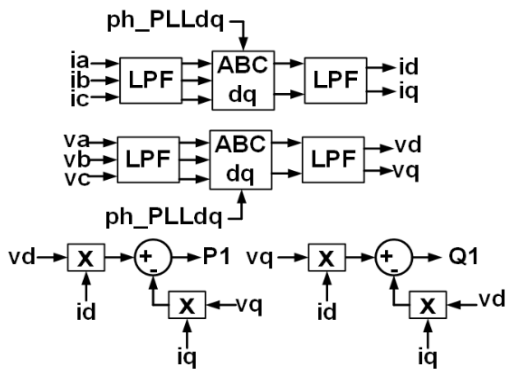 ph_PLLdq
ia
ib
ic
LPF
ABC
dq
LPF
id
iq
va
vb
vc
LPF
ABC
dq
LPF
vd
vq
ph_PLLdq
vd
X
id
+
-
P1
X
vq
iq
vq
X
id
+
-
Q1
X
vd
iq